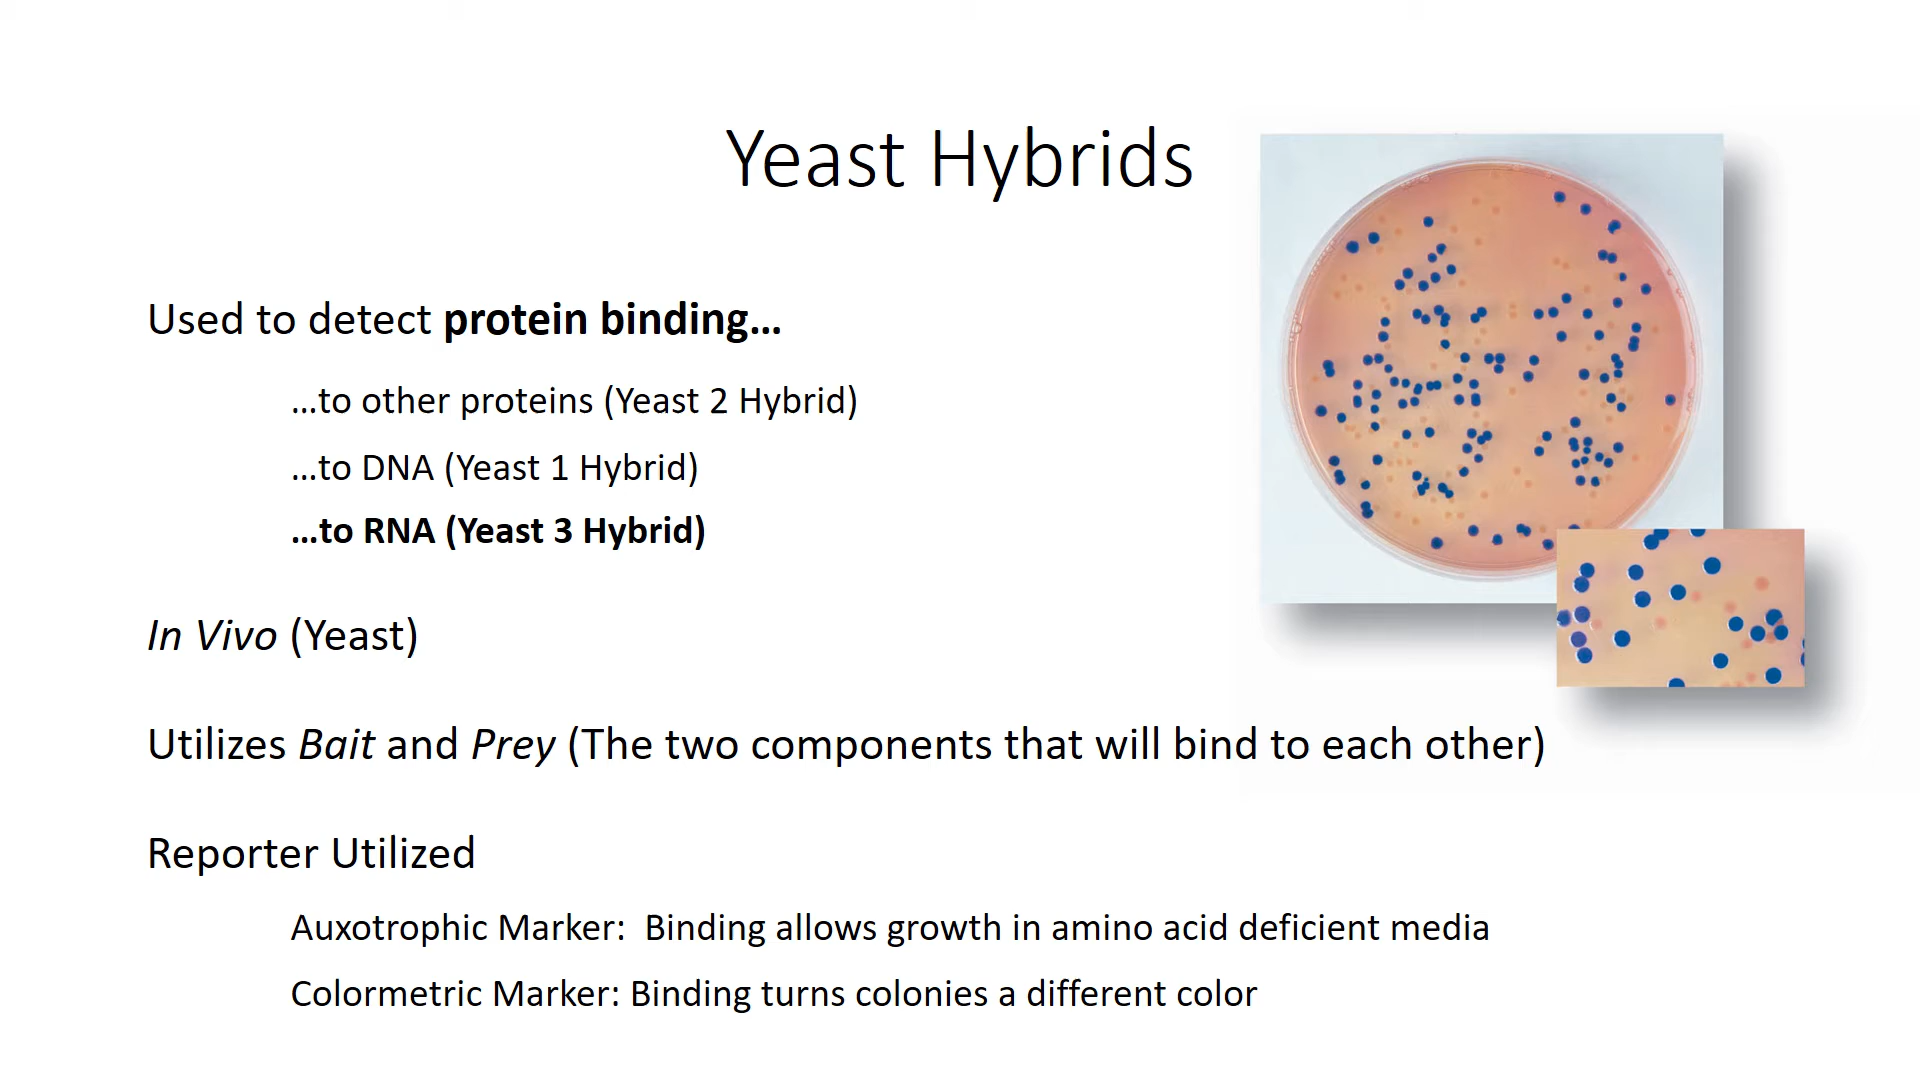 Yeast Hybrids
Used to detect protein binding...
...to other proteins (Yeast 2 Hybrid)
...to DNA (Yeast 1 Hybrid)
...to RNA (Yeast 3 Hybrid)
In Vivo (Yeast)
Utilizes Bait and Prey (The two components that will bind to each other)
Reporter Utilized
Auxotrophic Marker:  Binding allows growth in amino acid deficient media
Colormetric Marker: Binding turns colonies a different color